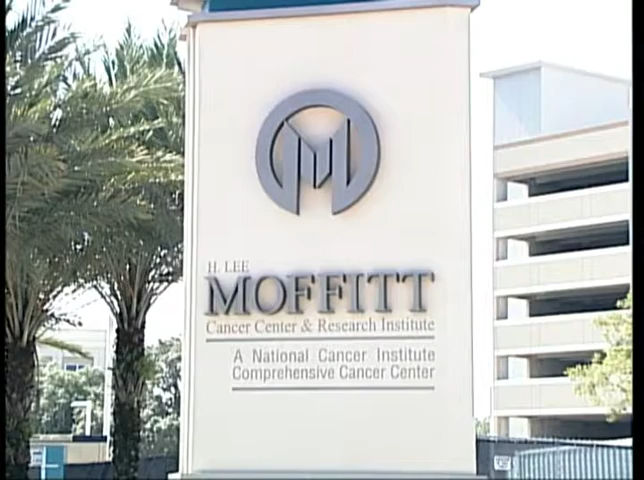 H. LEE
MOFFITT
Cancer Center & Research Institute
A National Cancer Institute
Comprehensive Cancer Center